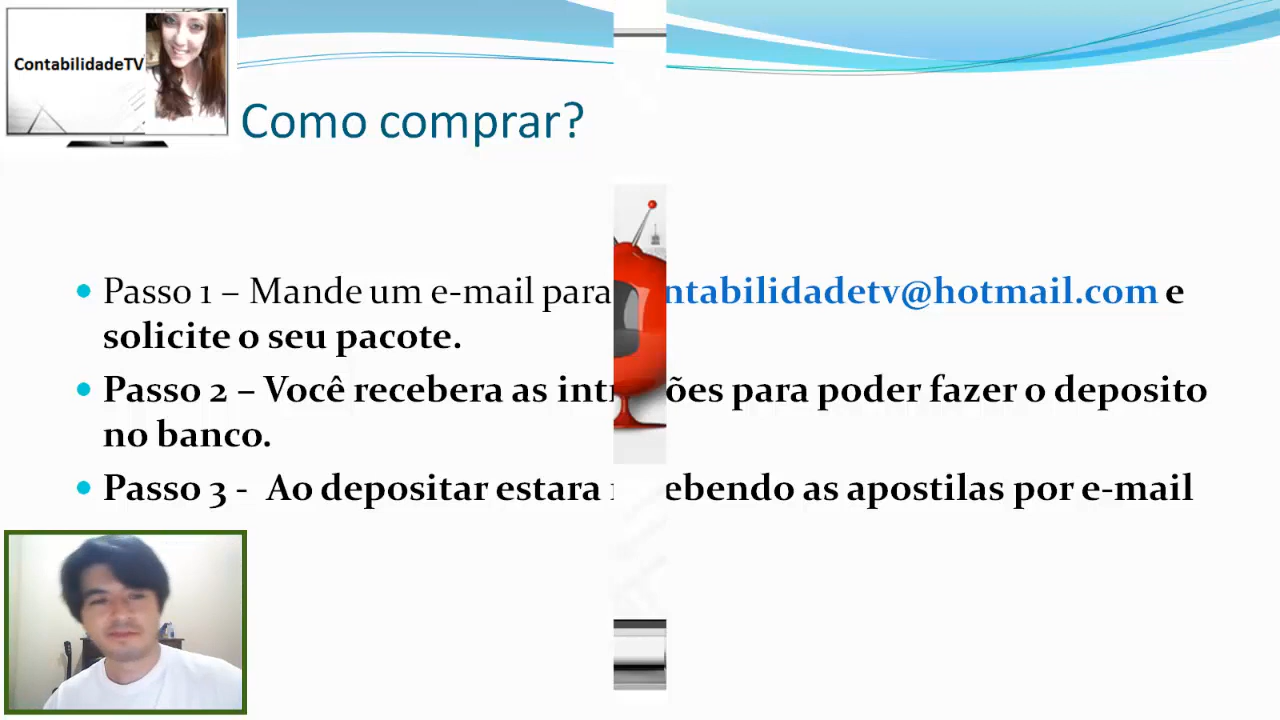 ContabilidadeTV
Como comprar?
Passo 1 – Mande um e-mail para ntabilidadetv@hotmail.com e
solicite o seu pacote.
Passo 2 – Você recebera as int ões para poder fazer o deposito
no banco.
Passo 3 - Ao depositar estara ebendo as apostilas por e-mail